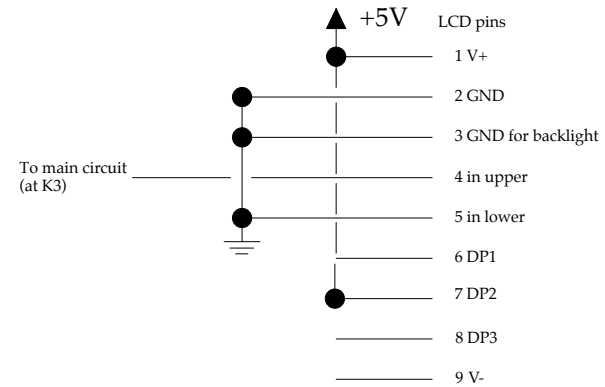 +5V
LCD pins
1 V+
2 GND
3 GND for backlight
To main circuit
(at K3)
4 in upper
5 in lower
6 DP1
7 DP2
8 DP3
9 V-